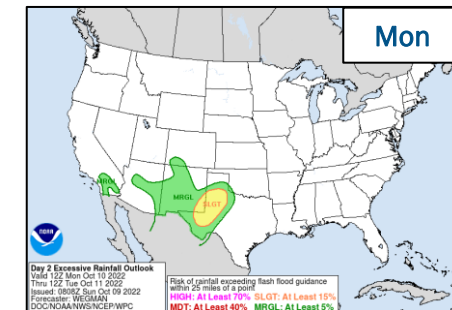 Mon
MRGL
MRGL
SLGT
NOAA
Day 2 Excessive Rainfall Outlook
Valid 12Z Mon Oct 10 2022
Thru 12Z Tue Oct 11 2022
Issued: 0808Z Sun Oct 09 2022
Forecaster: WEGMAN
DOC/NOAA/NWS/NCEP/WPC
Risk of rainfall exceeding flash flood guidance
within 25 miles of a point
HIGH: At Least 70% SLGT: At Least 15%
MDT: At Least 40% MRGL: At Least 5%